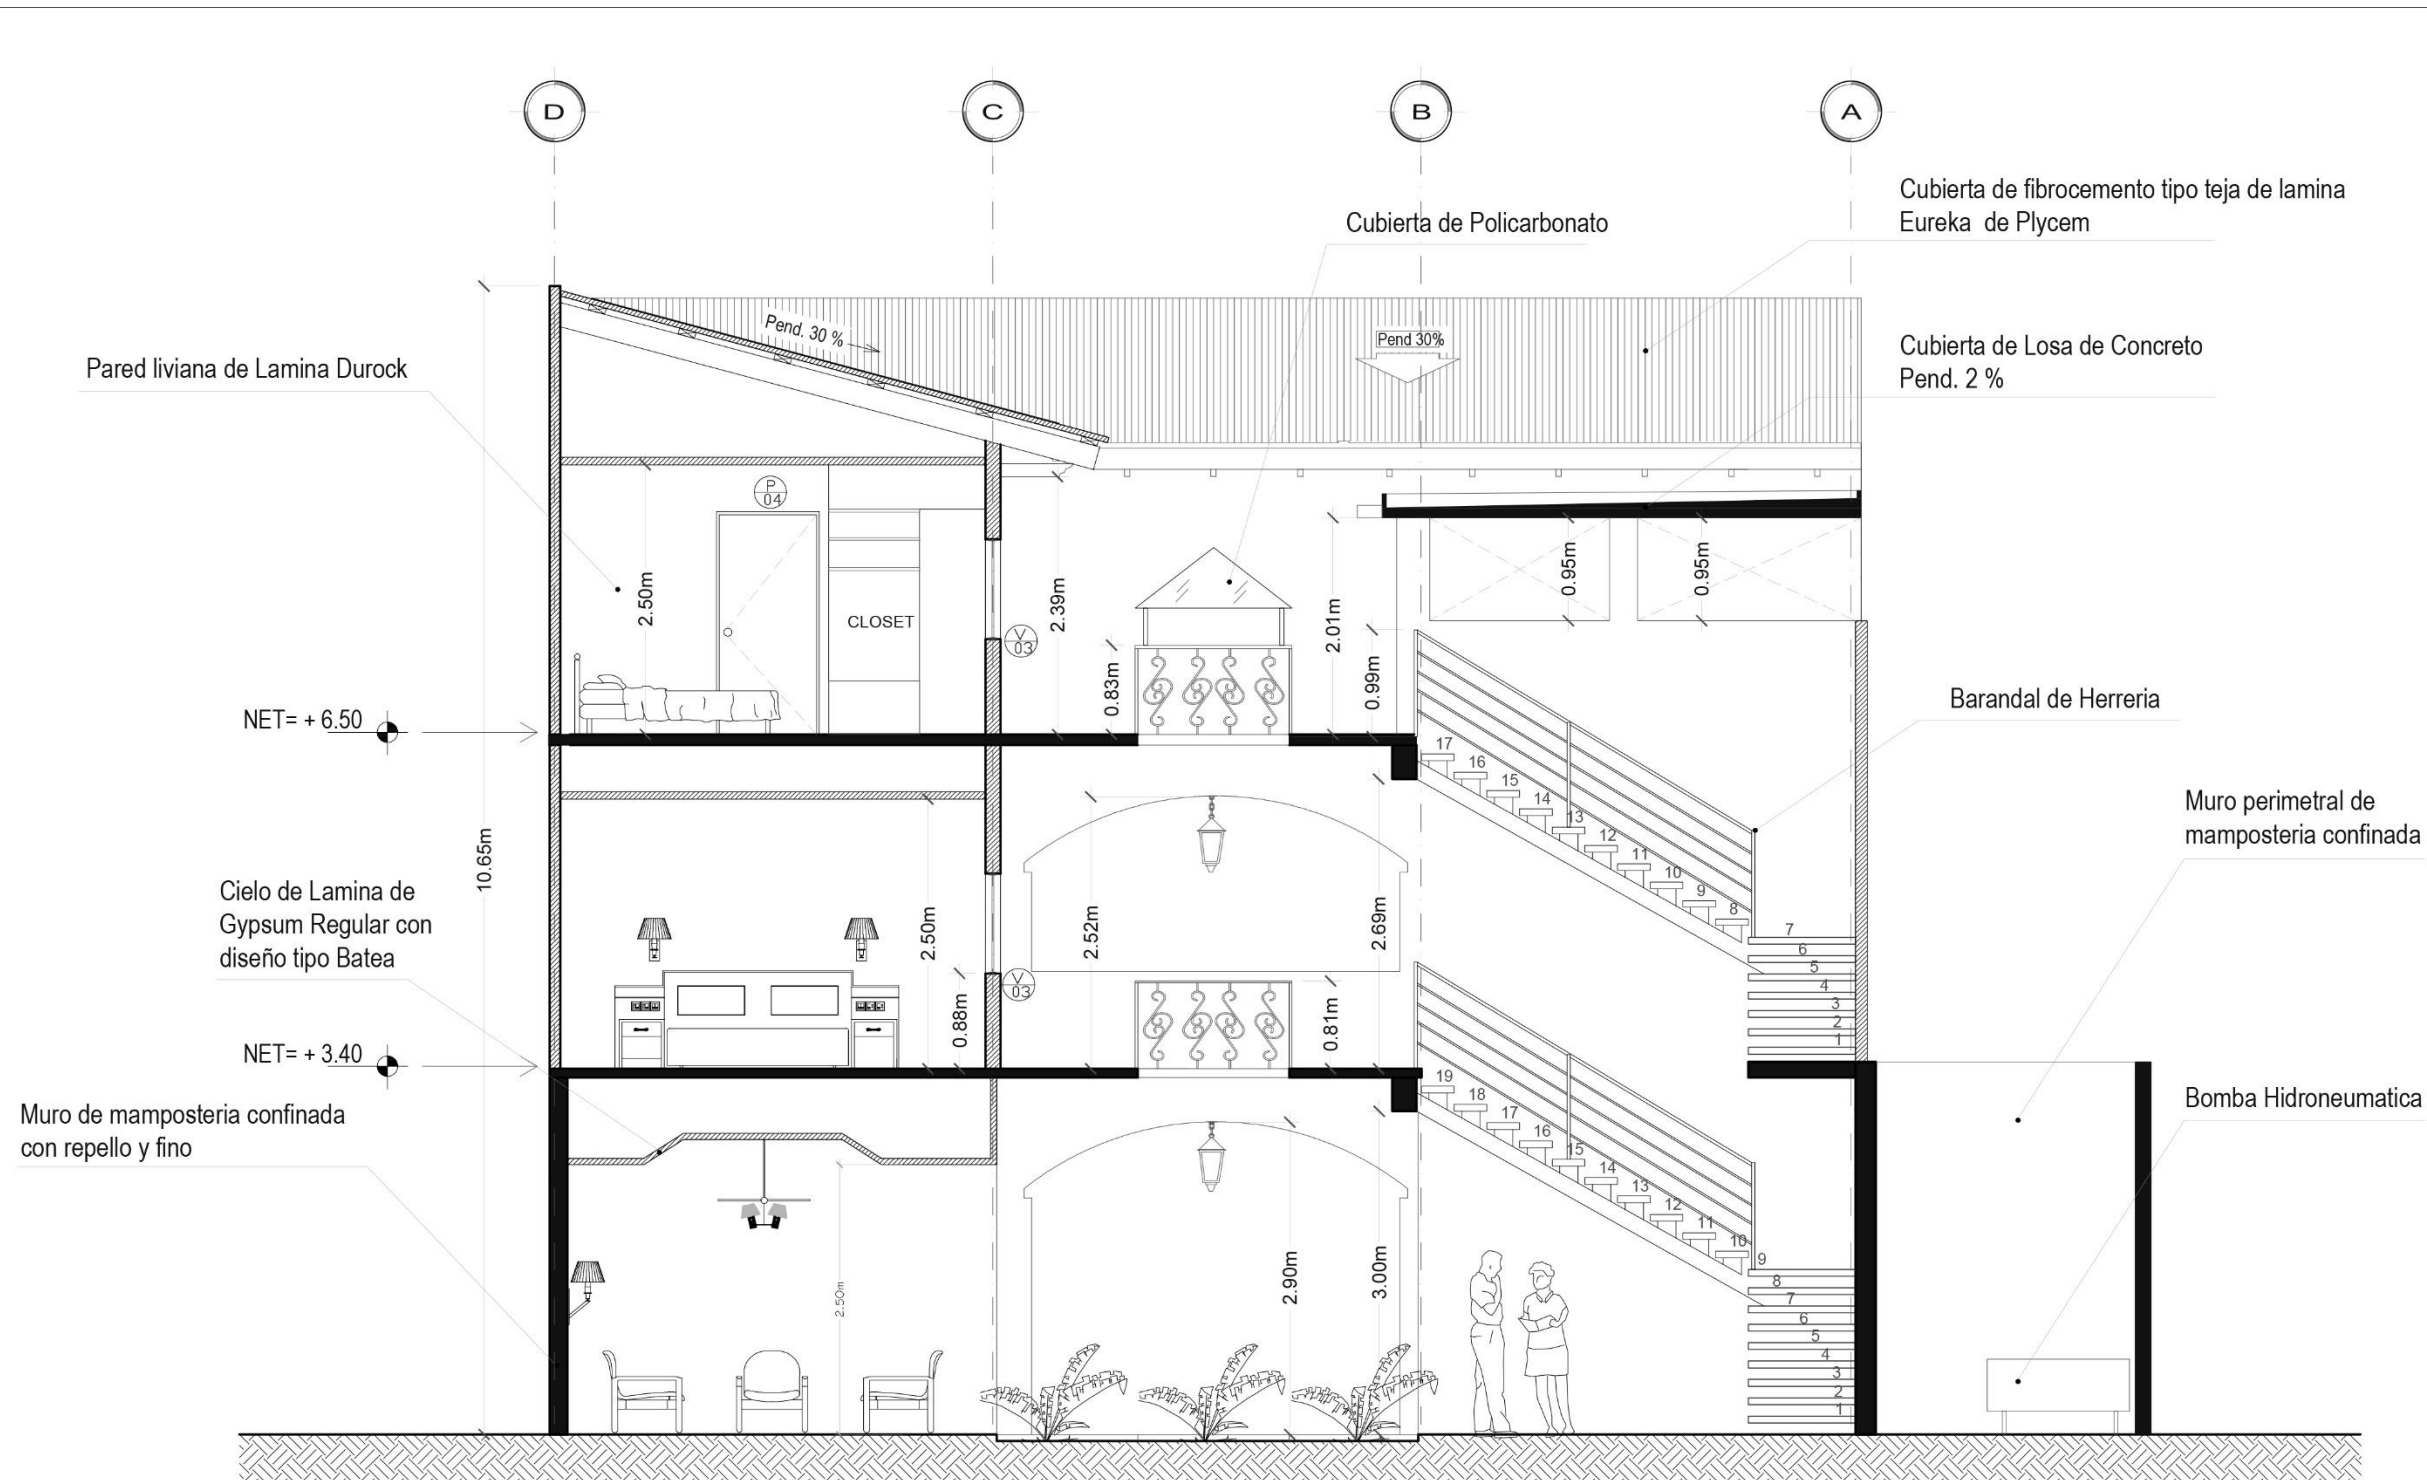 D
C
B
A
Cubierta de fibrocemento tipo teja de lamina
Eureka de Plycem
Cubierta de Policarbonato
Pend. 30 %
Pend 30%
Cubierta de Losa de Concreto
Pend. 2 %
Pared liviana de Lamina Durock
P
04
2.50m
CLOSET
V
03
2.39m
0.83m
2.01m
0.99m
0.95m
0.95m
Barandal de Herreria
NET= + 6.50
17
16
15
14
13
12
11
10
9
8
7
6
5
4
3
2
1
Muro perimetral de
mamposteria confinada
10.65m
Cielo de Lamina de
Gypsum Regular con
diseño tipo Batea
2.50m
0.88m
V
03
2.52m
0.81m
2.69m
NET= + 3.40
Bomba Hidroneumatica
Muro de mamposteria confinada
con repello y fino
19
18
17
16
15
14
13
12
11
10
9
8
7
6
5
4
3
2
1
2.50m
2.90m
3.00m